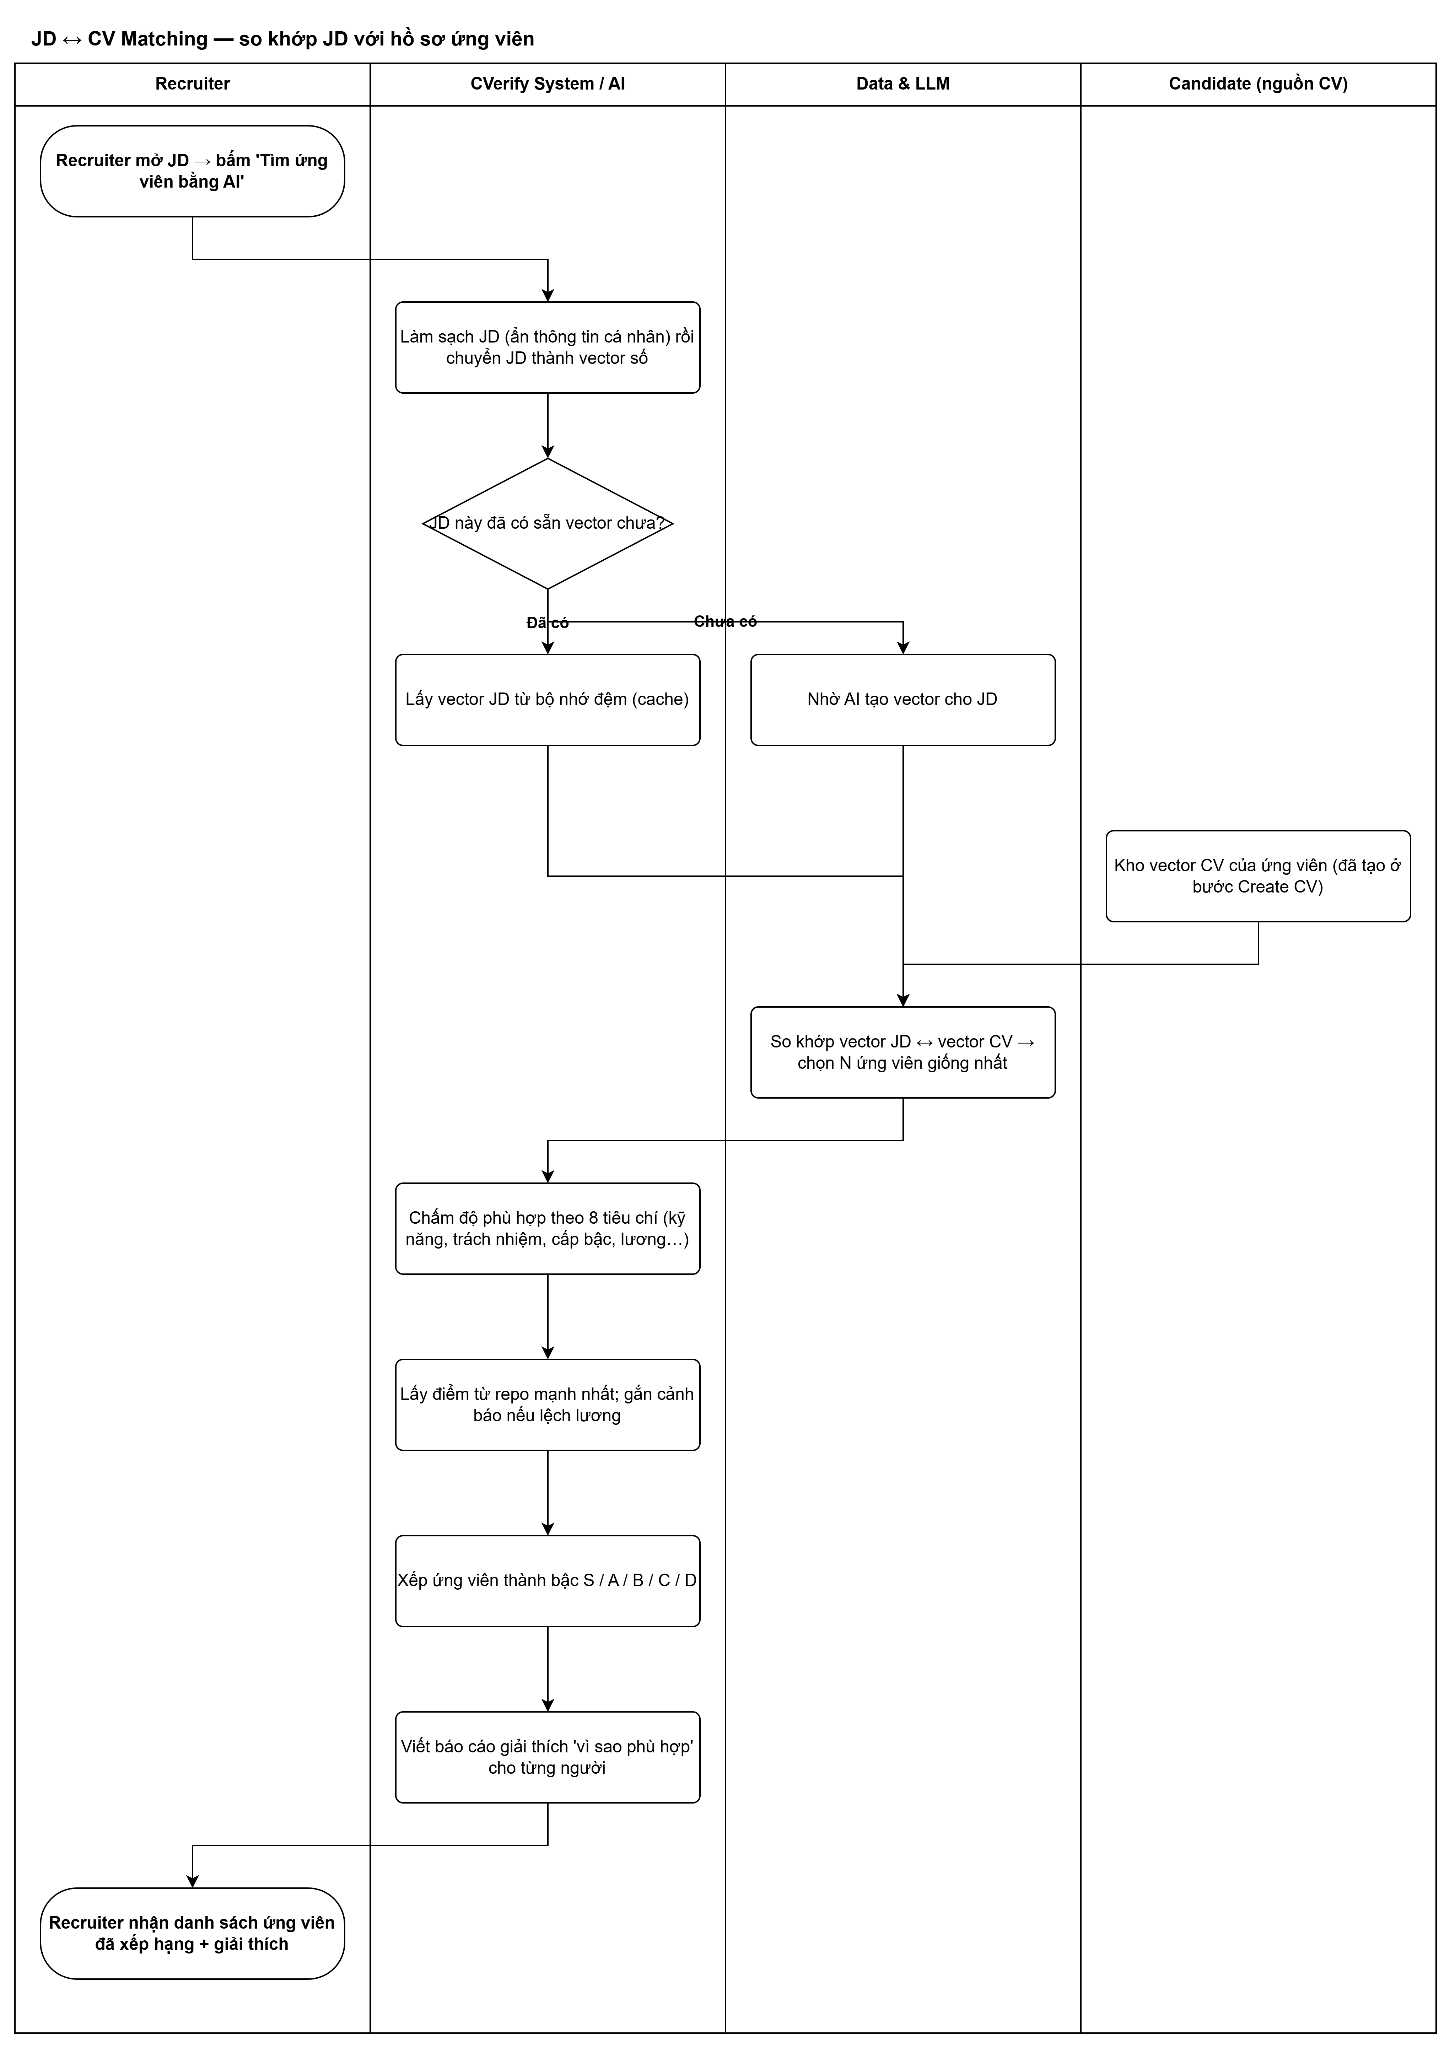 JD ↔ CV Matching — so khớp JD với hồ sơ ứng viên
Recruiter
CVerify System / AI
Data & LLM
Candidate (nguồn CV)
Recruiter mở JD → bấm 'Tìm ứng
viên bằng AI'
Làm sạch JD (ẩn thông tin cá nhân) rồi
chuyển JD thành vector số
JD này đã có sẵn vector chưa?
Đã có
Chưa có
Lấy vector JD từ bộ nhớ đệm (cache)
Nhờ AI tạo vector cho JD
Kho vector CV của ứng viên (đã tạo ở
bước Create CV)
So khớp vector JD ↔ vector CV →
chọn N ứng viên giống nhất
Chấm độ phù hợp theo 8 tiêu chí (kỹ
năng, trách nhiệm, cấp bậc, lương…)
Lấy điểm từ repo mạnh nhất; gắn cảnh
báo nếu lệch lương
Xếp ứng viên thành bậc S / A / B / C / D
Viết báo cáo giải thích 'vì sao phù hợp'
cho từng người
Recruiter nhận danh sách ứng viên
đã xếp hạng + giải thích